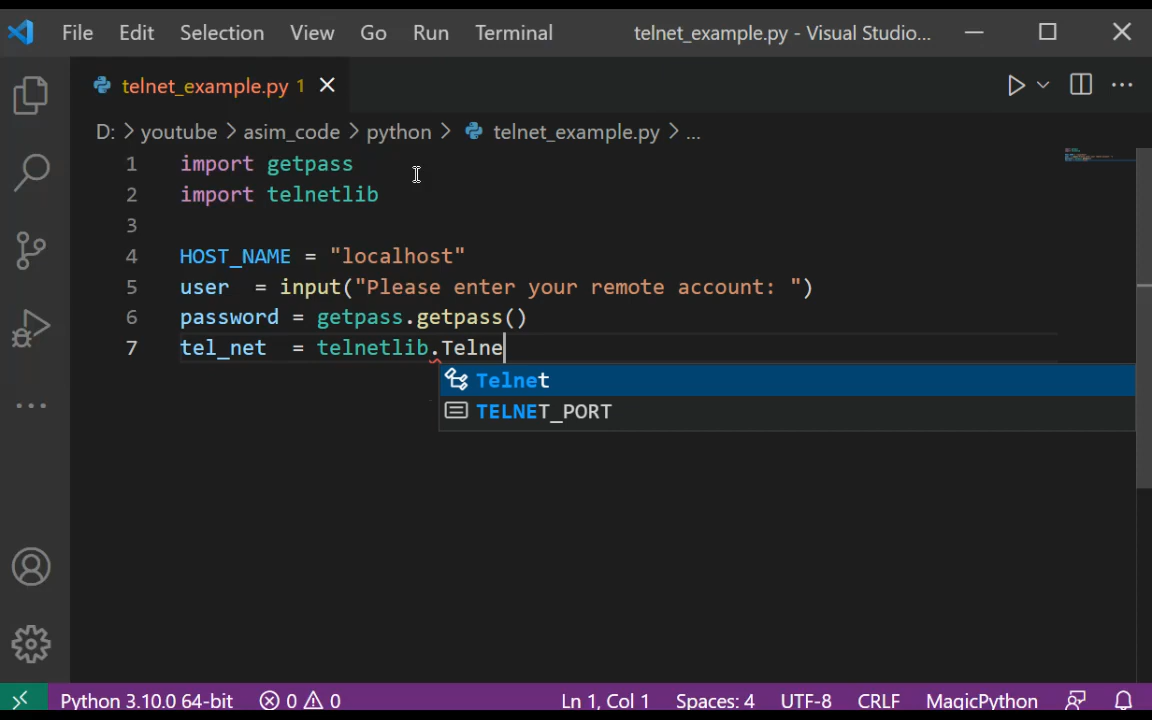 File Edit Selection View Go Run Terminal telnet_example.py - Visual Studio...
telnet_example.py 1
D: > youtube > asim_code > python > telnet_example.py > ...
1 import getpass
2 import telnetlib
3
4 HOST_NAME = "localhost"
5 user  = input("Please enter your remote account: ")
6 password = getpass.getpass()
7 tel_net  = telnetlib.Telne
Telnet
TELNET_PORT
Python 3.10.0 64-bit 0 0 Ln 1, Col 1 Spaces: 4 UTF-8 CRLF MagicPython